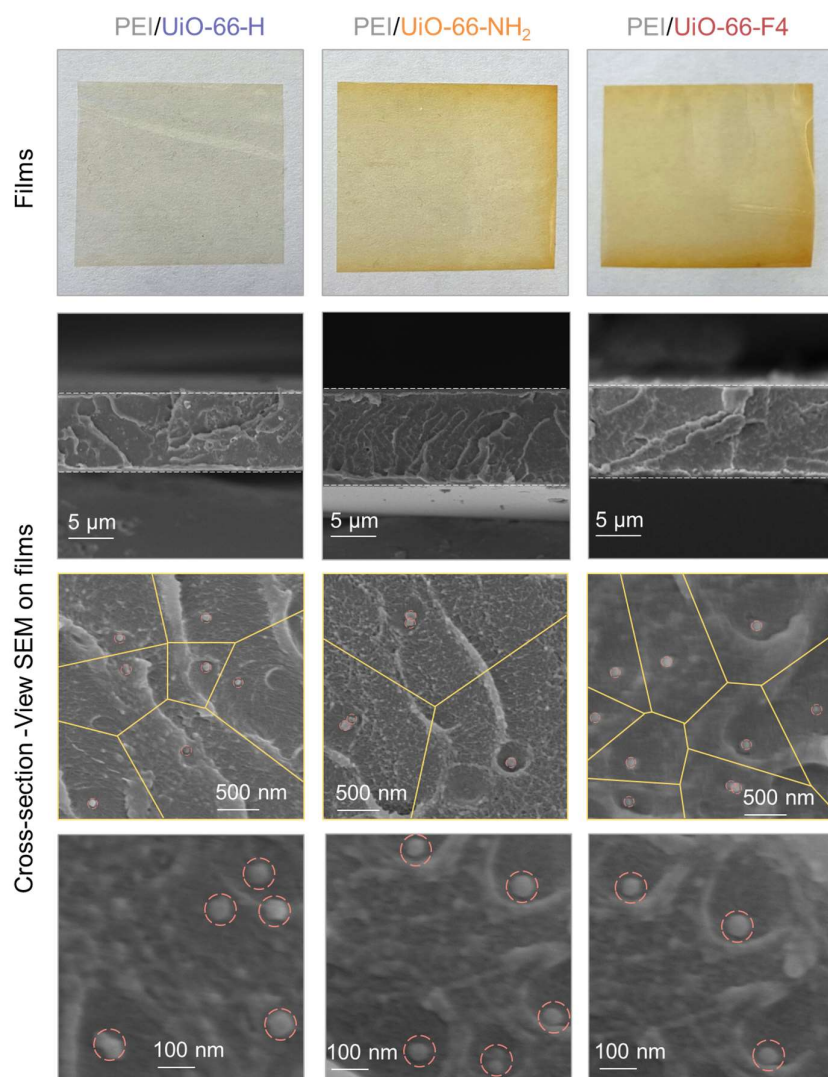 PEI/UiO-66-H
PEI/UiO-66-NH₂
PEI/UiO-66-F4
Films
Cross-section -View SEM on films
5 μm
5 μm
5 μm
500 nm
500 nm
500 nm
100 nm
100 nm
100 nm